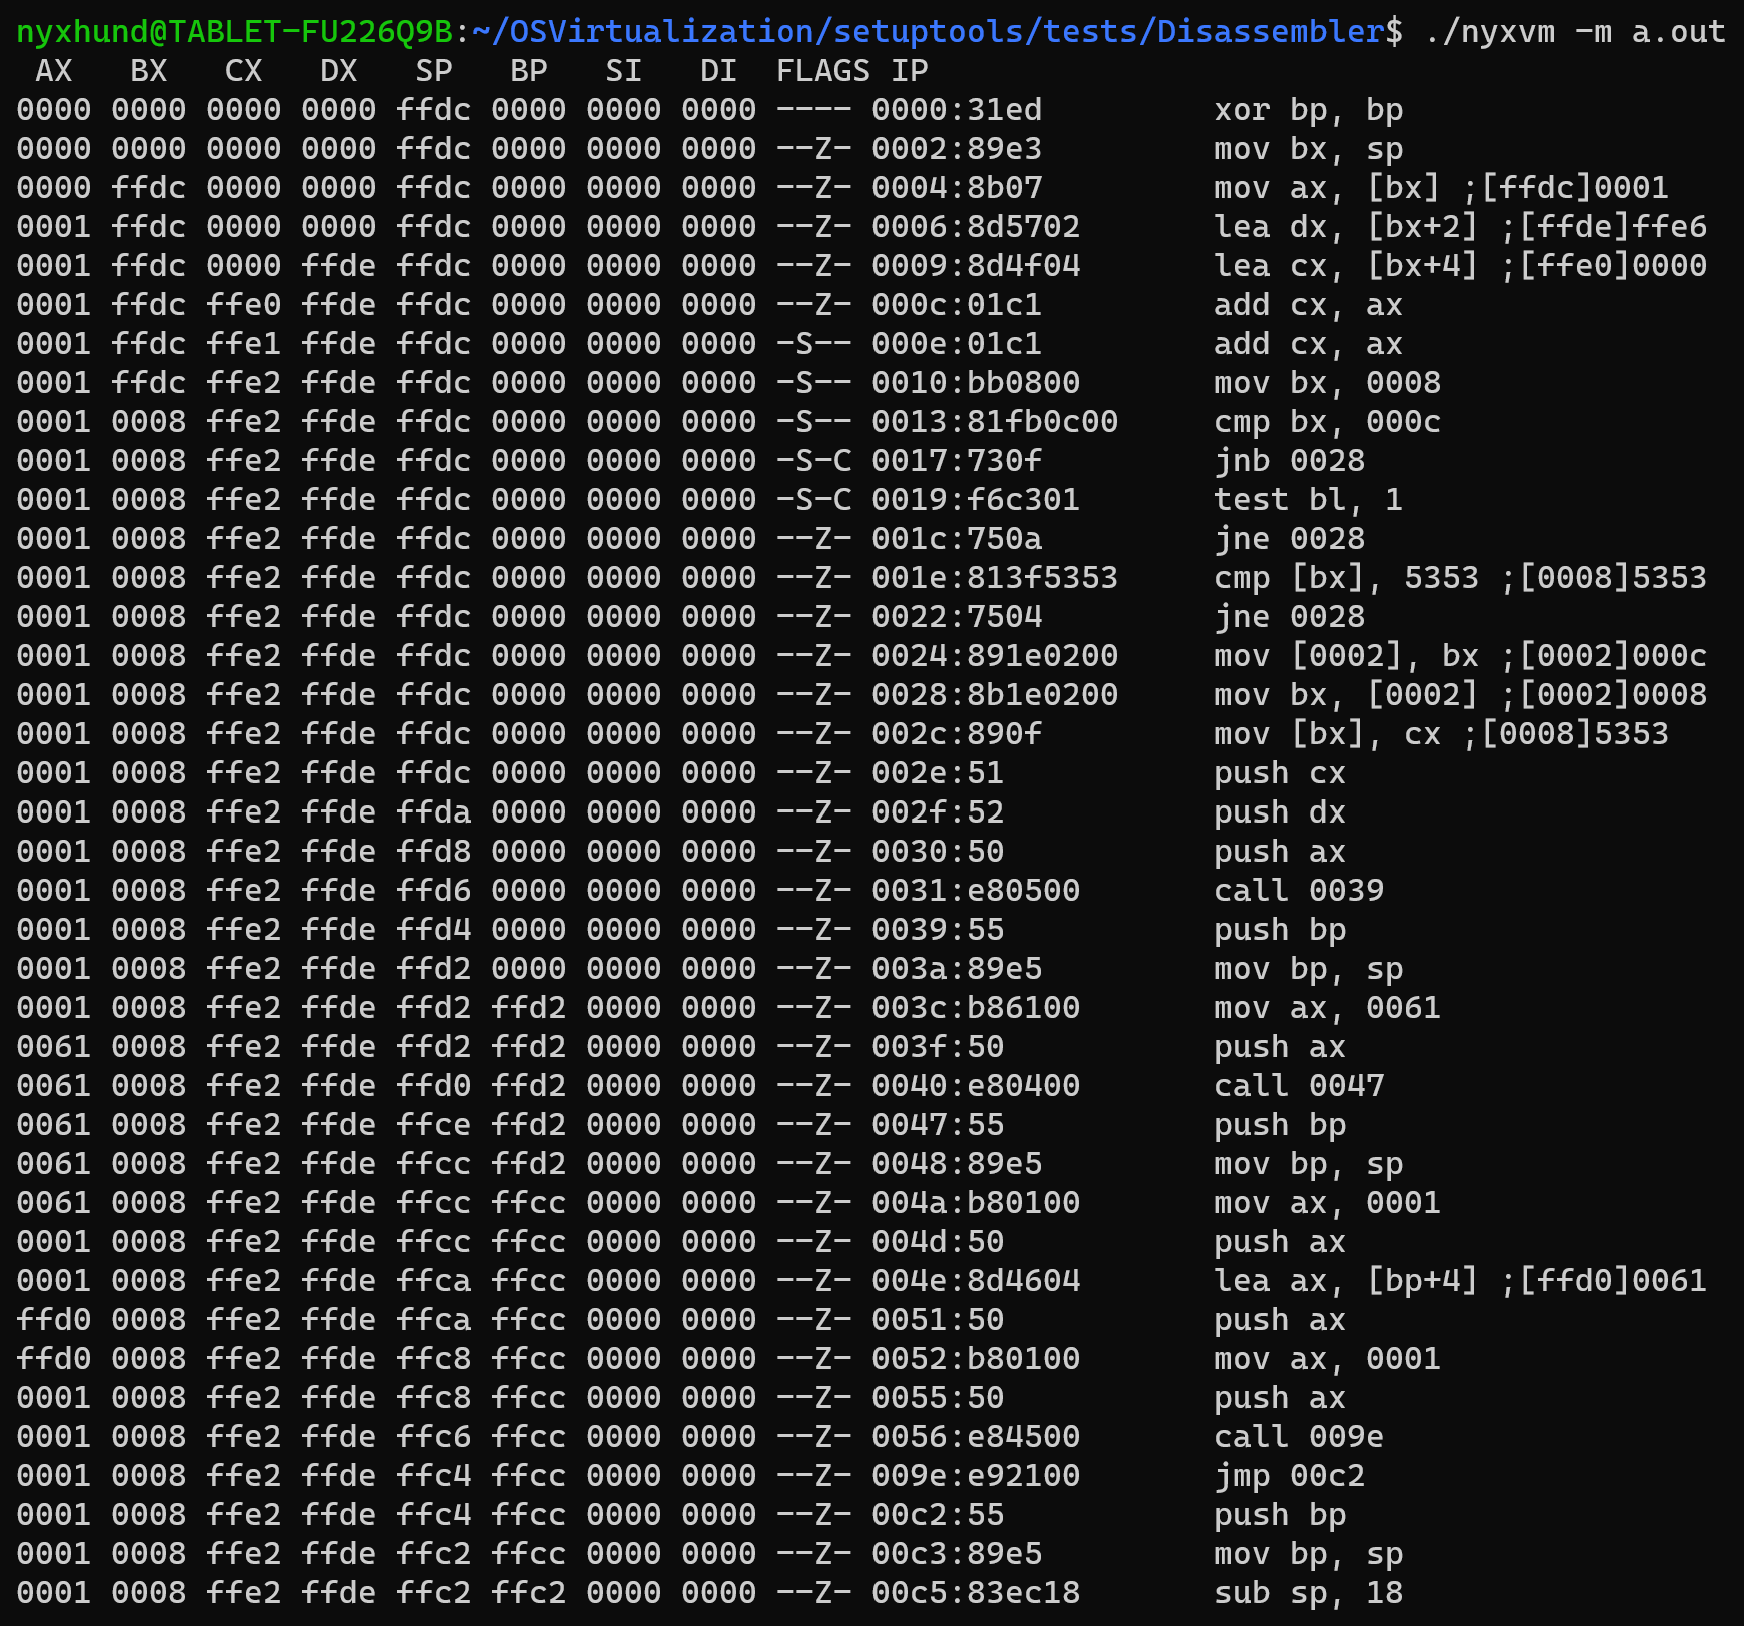 nyxhund@TABLET-FU226Q9B:~/OSVirtualization/setuptools/tests/Disassembler$ ./nyxvm -m a.out
 AX   BX   CX   DX   SP   BP   SI   DI  FLAGS IP
0000 0000 0000 0000 ffdc 0000 0000 0000 ---- 0000:31ed         xor bp, bp
0000 0000 0000 0000 ffdc 0000 0000 0000 --Z- 0002:89e3         mov bx, sp
0000 ffdc 0000 0000 ffdc 0000 0000 0000 --Z- 0004:8b07         mov ax, [bx] ;[ffdc]0001
0001 ffdc 0000 0000 ffdc 0000 0000 0000 --Z- 0006:8d5702       lea dx, [bx+2] ;[ffde]ffe6
0001 ffdc 0000 ffde ffdc 0000 0000 0000 --Z- 0009:8d4f04       lea cx, [bx+4] ;[ffe0]0000
0001 ffdc ffe0 ffde ffdc 0000 0000 0000 --Z- 000c:01c1         add cx, ax
0001 ffdc ffe1 ffde ffdc 0000 0000 0000 -S-- 000e:01c1         add cx, ax
0001 ffdc ffe2 ffde ffdc 0000 0000 0000 -S-- 0010:bb0800       mov bx, 0008
0001 0008 ffe2 ffde ffdc 0000 0000 0000 -S-- 0013:81fb0c00     cmp bx, 000c
0001 0008 ffe2 ffde ffdc 0000 0000 0000 -S-C 0017:730f         jnb 0028
0001 0008 ffe2 ffde ffdc 0000 0000 0000 -S-C 0019:f6c301       test bl, 1
0001 0008 ffe2 ffde ffdc 0000 0000 0000 --Z- 001c:750a         jne 0028
0001 0008 ffe2 ffde ffdc 0000 0000 0000 --Z- 001e:813f5353     cmp [bx], 5353 ;[0008]5353
0001 0008 ffe2 ffde ffdc 0000 0000 0000 --Z- 0022:7504         jne 0028
0001 0008 ffe2 ffde ffdc 0000 0000 0000 --Z- 0024:891e0200     mov [0002], bx ;[0002]000c
0001 0008 ffe2 ffde ffdc 0000 0000 0000 --Z- 0028:8b1e0200     mov bx, [0002] ;[0002]0008
0001 0008 ffe2 ffde ffdc 0000 0000 0000 --Z- 002c:890f         mov [bx], cx ;[0008]5353
0001 0008 ffe2 ffde ffdc 0000 0000 0000 --Z- 002e:51           push cx
0001 0008 ffe2 ffde ffda 0000 0000 0000 --Z- 002f:52           push dx
0001 0008 ffe2 ffde ffd8 0000 0000 0000 --Z- 0030:50           push ax
0001 0008 ffe2 ffde ffd6 0000 0000 0000 --Z- 0031:e80500       call 0039
0001 0008 ffe2 ffde ffd4 0000 0000 0000 --Z- 0039:55           push bp
0001 0008 ffe2 ffde ffd2 0000 0000 0000 --Z- 003a:89e5         mov bp, sp
0001 0008 ffe2 ffde ffd2 ffd2 0000 0000 --Z- 003c:b86100       mov ax, 0061
0061 0008 ffe2 ffde ffd2 ffd2 0000 0000 --Z- 003f:50           push ax
0061 0008 ffe2 ffde ffd0 ffd2 0000 0000 --Z- 0040:e80400       call 0047
0061 0008 ffe2 ffde ffce ffd2 0000 0000 --Z- 0047:55           push bp
0061 0008 ffe2 ffde ffcc ffd2 0000 0000 --Z- 0048:89e5         mov bp, sp
0061 0008 ffe2 ffde ffcc ffcc 0000 0000 --Z- 004a:b80100       mov ax, 0001
0001 0008 ffe2 ffde ffcc ffcc 0000 0000 --Z- 004d:50           push ax
0001 0008 ffe2 ffde ffca ffcc 0000 0000 --Z- 004e:8d4604       lea ax, [bp+4] ;[ffd0]0061
ffd0 0008 ffe2 ffde ffca ffcc 0000 0000 --Z- 0051:50           push ax
ffd0 0008 ffe2 ffde ffc8 ffcc 0000 0000 --Z- 0052:b80100       mov ax, 0001
0001 0008 ffe2 ffde ffc8 ffcc 0000 0000 --Z- 0055:50           push ax
0001 0008 ffe2 ffde ffc6 ffcc 0000 0000 --Z- 0056:e84500       call 009e
0001 0008 ffe2 ffde ffc4 ffcc 0000 0000 --Z- 009e:e92100       jmp 00c2
0001 0008 ffe2 ffde ffc4 ffcc 0000 0000 --Z- 00c2:55           push bp
0001 0008 ffe2 ffde ffc2 ffcc 0000 0000 --Z- 00c3:89e5         mov bp, sp
0001 0008 ffe2 ffde ffc2 ffc2 0000 0000 --Z- 00c5:83ec18       sub sp, 18